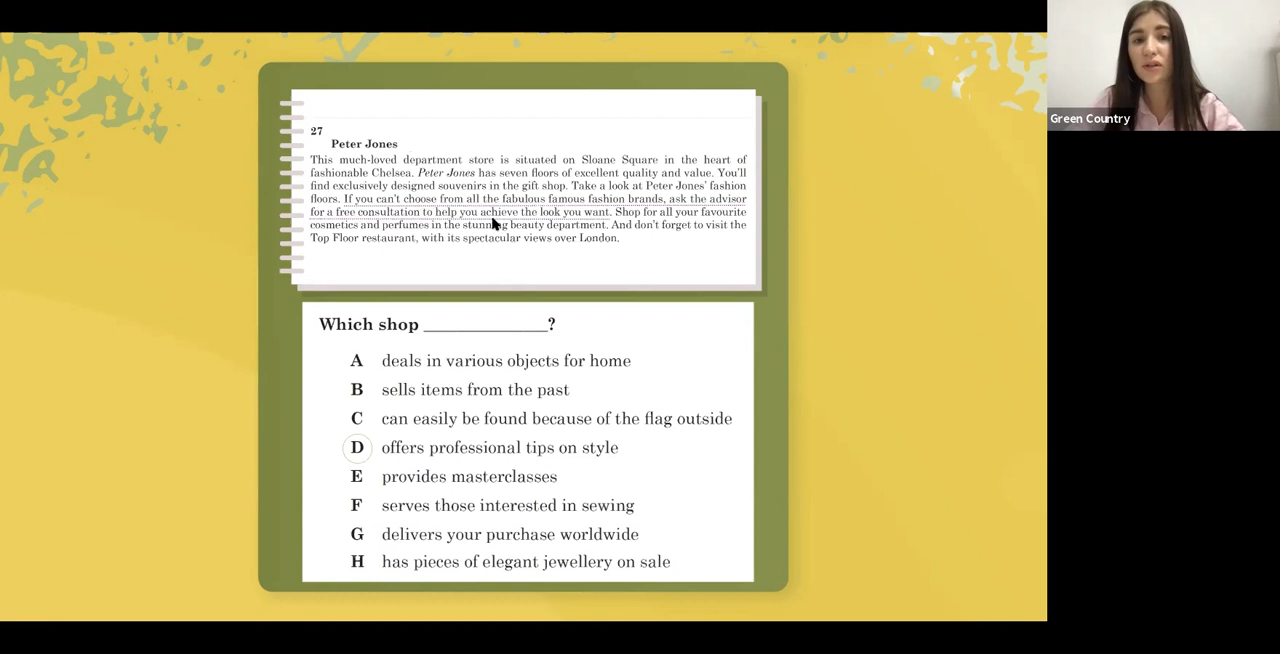 27
Peter Jones
This much-loved department store is situated on Sloane Square in the heart of
fashionable Chelsea. Peter Jones has seven floors of excellent quality and value. You'll
find exclusively designed souvenirs in the gift shop. Take a look at Peter Jones' fashion
floors. If you can't choose from all the fabulous famous fashion brands, ask the advisor
for a free consultation to help you achieve the look you want. Shop for all your favourite
cosmetics and perfumes in the stunning beauty department. And don't forget to visit the
Top Floor restaurant, with its spectacular views over London.
Which shop ______________?
A deals in various objects for home
B sells items from the past
C can easily be found because of the flag outside
D offers professional tips on style
E provides masterclasses
F serves those interested in sewing
G delivers your purchase worldwide
H has pieces of elegant jewellery on sale
Green Country